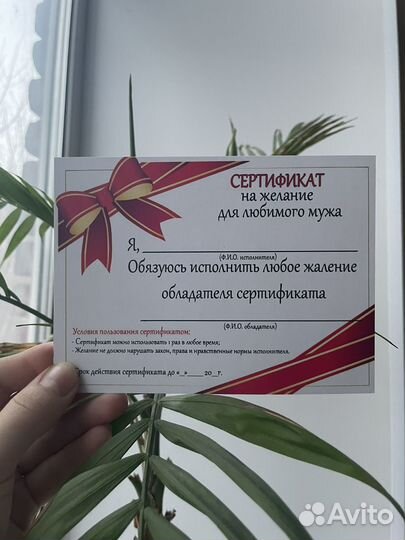 СЕРТИФИКАТ
на желание
для любимого мужа
Я,
(Ф.И.О. исполнителя)
Обязуюсь исполнить любое жаление
обладателя сертификата
(Ф.И.О. обладателя)
Условия пользования сертификатом:
- Сертификат можно использовать 1 раз в любое время;
- Желание не должно нарушать закон, права и нравственные нормы исполнителя.
Срок действия сертификата до «_»____ 20__г.
Avito